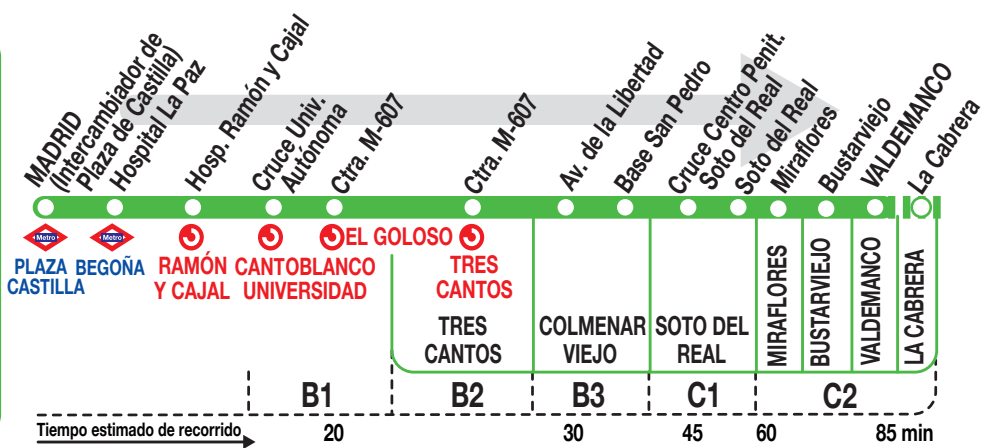 MADRID
(Intercambiador de
Plaza de Castilla)
Hospital La Paz
Hosp. Ramón y Cajal
Cruce Univ.
Autónoma
Ctra. M-607
Ctra. M-607
Av. de la Libertad
Base San Pedro
Cruce Centro Penit.
Soto del Real
Soto del Real
Miraflores
Bustarviejo
VALDEMANCO
La Cabrera
Metro
Metro
PLAZA
CASTILLA
BEGOÑA
RAMÓN
Y CAJAL
CANTOBLANCO
UNIVERSIDAD
EL GOLOSO
TRES
CANTOS
TRES
CANTOS
COLMENAR
VIEJO
SOTO DEL
REAL
MIRAFLORES
BUSTARVIEJO
VALDEMANCO
LA CABRERA
B1
B2
B3
C1
C2
Tiempo estimado de recorrido
20
30
45
60
85 min